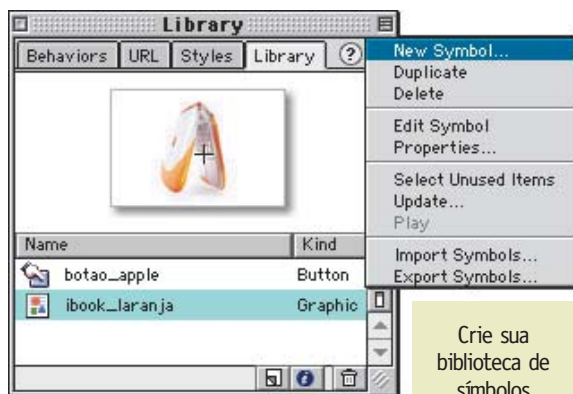 Library
Behaviors URL Styles Library ?
New Symbol...
Duplicate
Delete
Edit Symbol
Properties...
Select Unused Items
Update...
Play
Import Symbols...
Export Symbols...
Name Kind
botao_apple Button
ibook_laranja Graphic
Crie sua
biblioteca de
símbolos